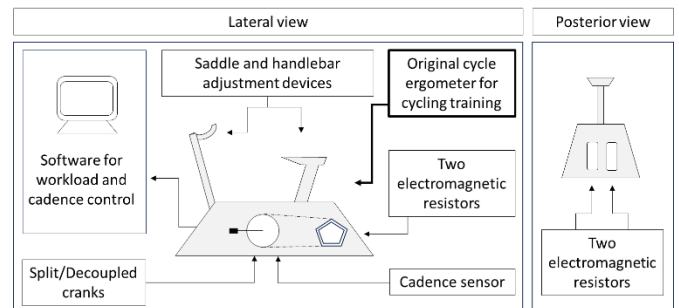 Lateral view
Posterior view
Saddle and handlebar
adjustment devices
Original cycle
ergometer for
cycling training
Software for
workload and
cadence control
Two
electromagnetic
resistors
Split/Decoupled
cranks
Cadence sensor
Two
electromagnetic
resistors